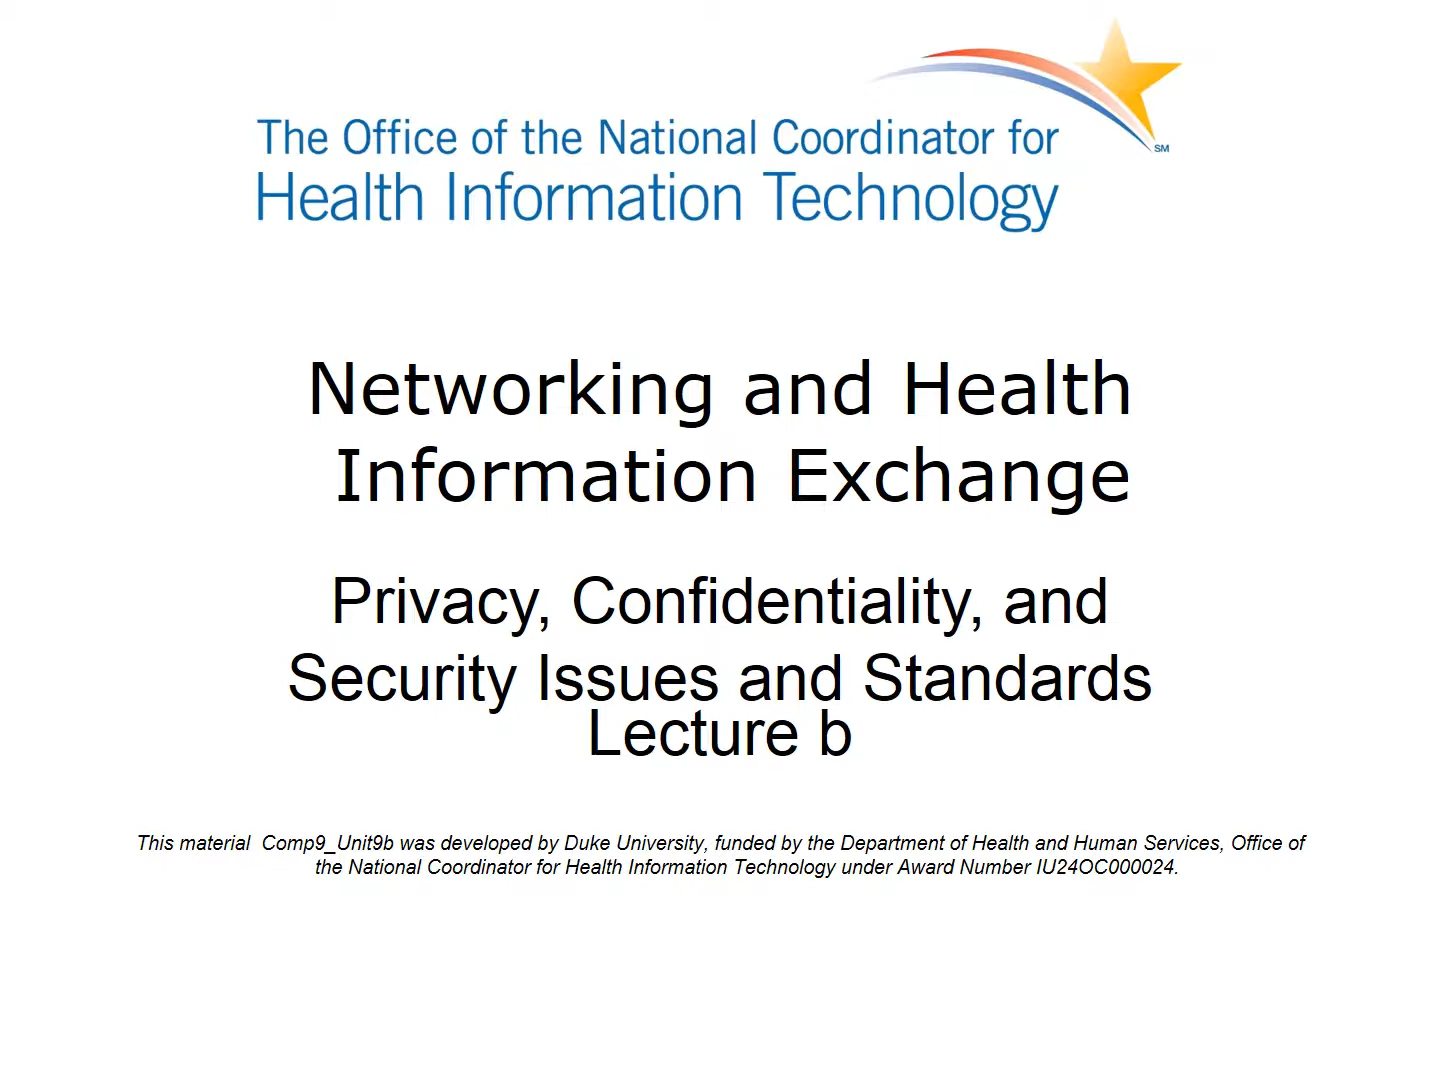 The Office of the National Coordinator for
Health Information Technology
SM
Networking and Health
Information Exchange
Privacy, Confidentiality, and
Security Issues and Standards
Lecture b
This material  Comp9_Unit9b was developed by Duke University, funded by the Department of Health and Human Services, Office of
the National Coordinator for Health Information Technology under Award Number IU24OC000024.